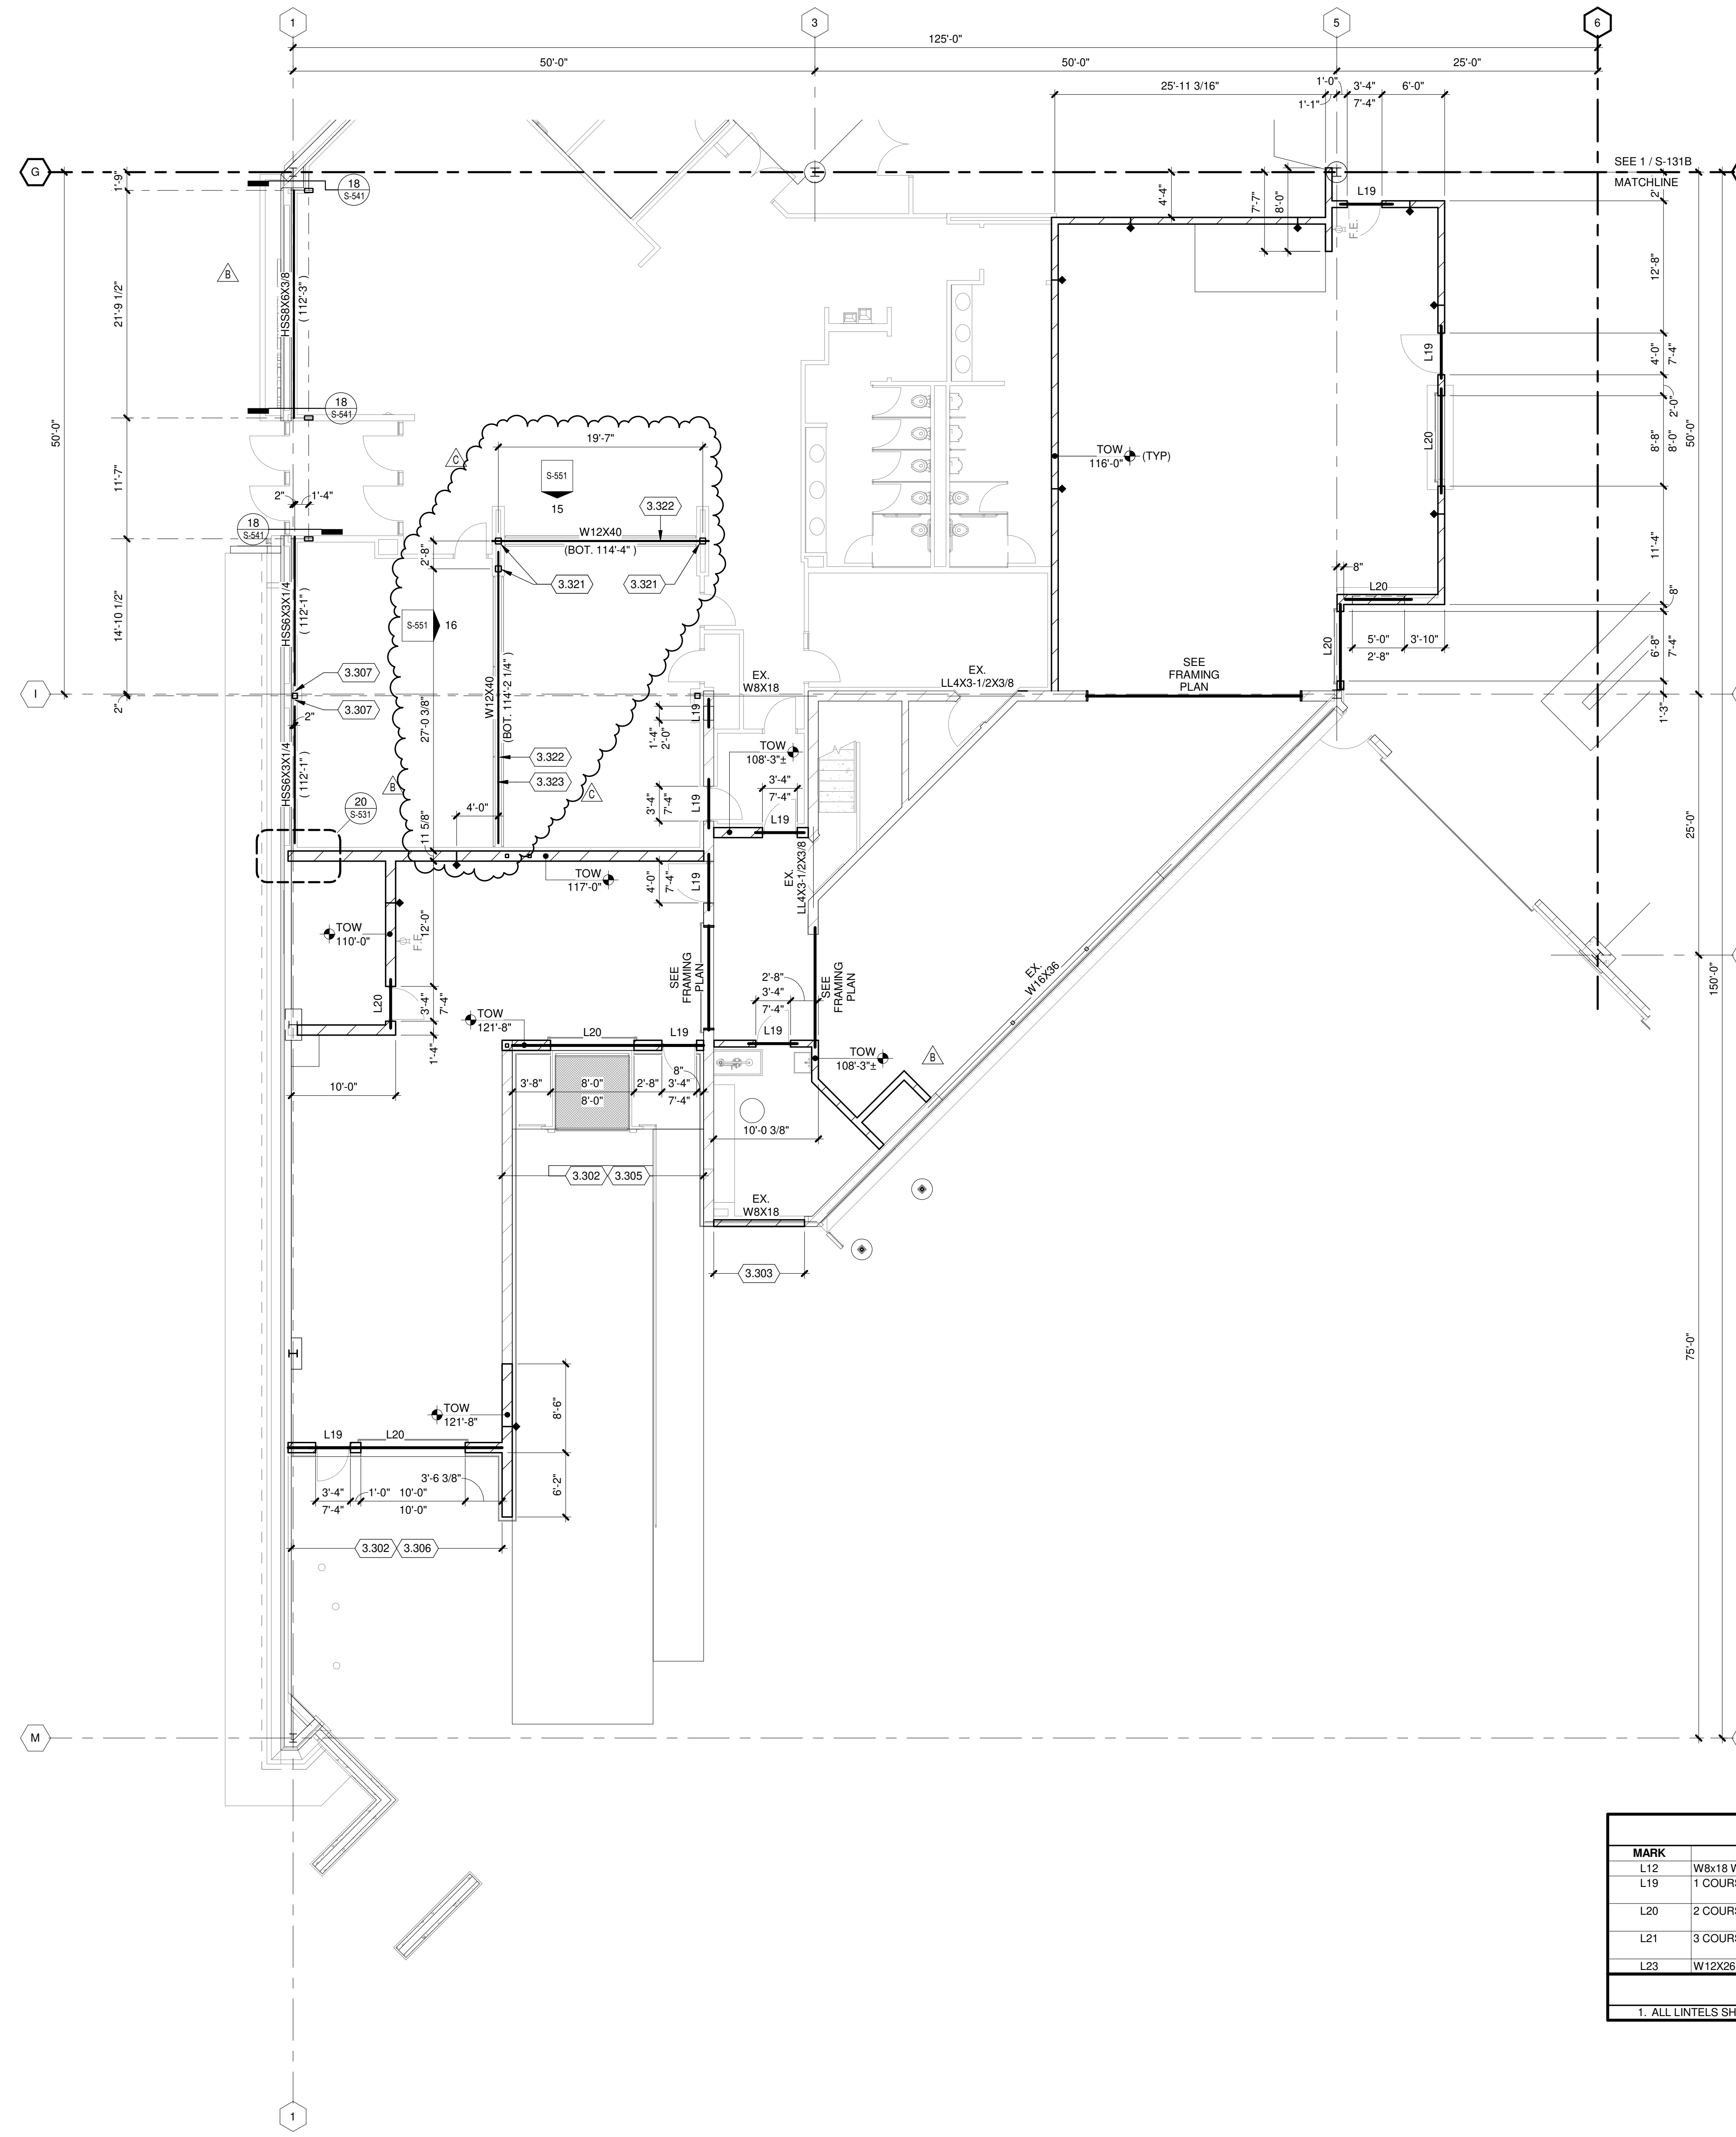 1
3
5
6
125'-0"
50'-0"
50'-0"
25'-0"
25'-11 3/16"
1'-0"
1'-1"
3'-4"
7'-4"
6'-0"
G
SEE 1 / S-131B
MATCHLINE
1'-9"
18
S-541
4'-4"
7'-7"
8'-0"
L19
F.E.
2'
B
HSS8X6X3/8
( 112'-3" )
21'-9 1/2"
12'-8"
L19
4'-0"
7'-4"
18
S-541
2'-0"
50'-0"
19'-7"
C
S-551
15
TOW
116'-0"
(TYP)
L20
8'-8"
8'-0"
50'-0"
11'-7"
2"
1'-4"
3.322
18
S-541
W12X40
(BOT. 114'-4" )
2'-8"
11'-4"
3.321
3.321
8"
L20
8"
HSS6X3X1/4
( 112'-1" )
14'-10 1/2"
S-551
16
L20
5'-0"
2'-8"
3'-10"
6'-8"
7'-4"
EX.
W8X18
EX.
LL4X3-1/2X3/8
SEE
FRAMING
PLAN
3.307
I
W12X40
(BOT. 114'-2 1/4" )
2"
3.307
2"
27'-0 3/8"
L19
1'-4"
2'-0"
1'-3"
TOW
108'-3"±
3.322
3.323
HSS6X3X1/4
( 112'-1" )
B
C
3'-4"
7'-4"
L19
3'-4"
7'-4"
L19
20
S-531
4'-0"
11 5/8"
25'-0"
EX.
LL4X3-1/2X3/8
TOW
117'-0"
4'-0"
7'-4"
L19
TOW
110'-0"
F.E.
12'-0"
SEE
FRAMING
PLAN
2'-8"
3'-4"
7'-4"
L19
SEE
FRAMING
PLAN
EX.
W16X36
150'-0"
L20
3'-4"
7'-4"
TOW
121'-8"
L20
L19
1'-4"
TOW
108'-3"±
B
10'-0"
3'-8"
8'-0"
8'-0"
2'-8"
8"
3'-4"
7'-4"
10'-0 3/8"
3.302
3.305
EX.
W8X18
3.303
75'-0"
TOW
121'-8"
8'-6"
L19
L20
3'-6 3/8"
6'-2"
3'-4"
7'-4"
1'-0"
10'-0"
10'-0"
3.302
3.306
M
MARK
L12
W8x18 W
L19
1 COURS
L20
2 COURS
L21
3 COURS
L23
W12X26
1. ALL LINTELS SH
1